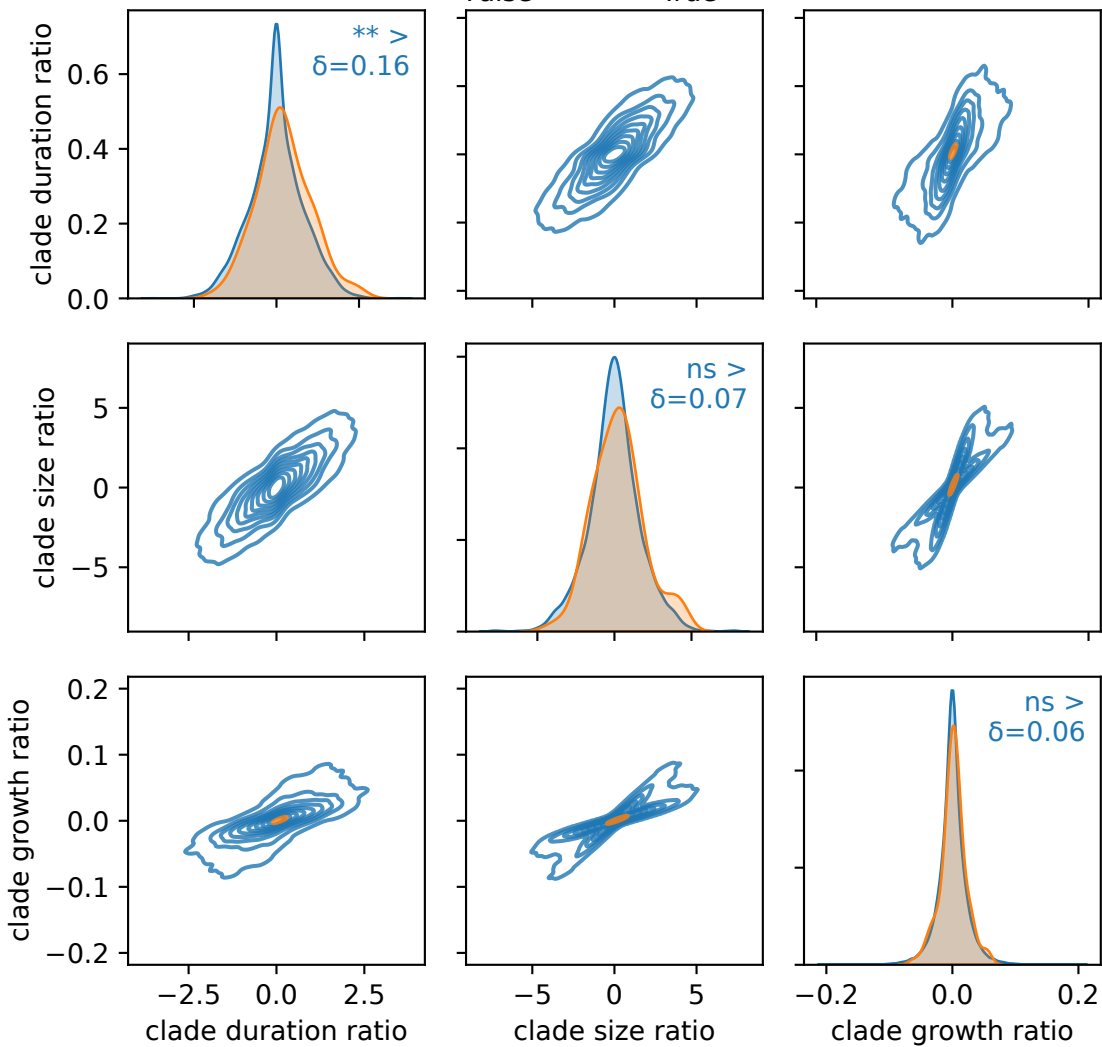 clade duration ratio
0.6
0.4
0.2
0.0
** >
δ=0.16
clade size ratio
5
0
−5
ns >
δ=0.07
clade growth ratio
0.2
0.1
0.0
−0.1
−0.2
ns >
δ=0.06
−2.5 0.0 2.5
−5 0 5
−0.2 0.0 0.2
clade duration ratio
clade size ratio
clade growth ratio